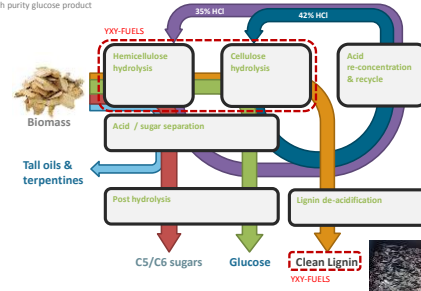 h purity glucose product
35% HCl
42% HCl
YXY-FUELS
Hemicellulose
hydrolysis
Cellulose
hydrolysis
Acid
re-concentration
& recycle
Biomass
Acid / sugar separation
Tall oils &
terpentines
Post hydrolysis
Lignin de-acidification
C5/C6 sugars
Glucose
Clean Lignin
YXY-FUELS